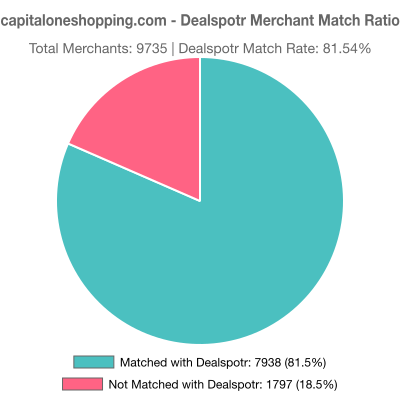 capitaloneshopping.com - Dealspotr Merchant Match Ratio
Total Merchants: 9735 | Dealspotr Match Rate: 81.54%
Matched with Dealspotr: 7938 (81.5%)
Not Matched with Dealspotr: 1797 (18.5%)